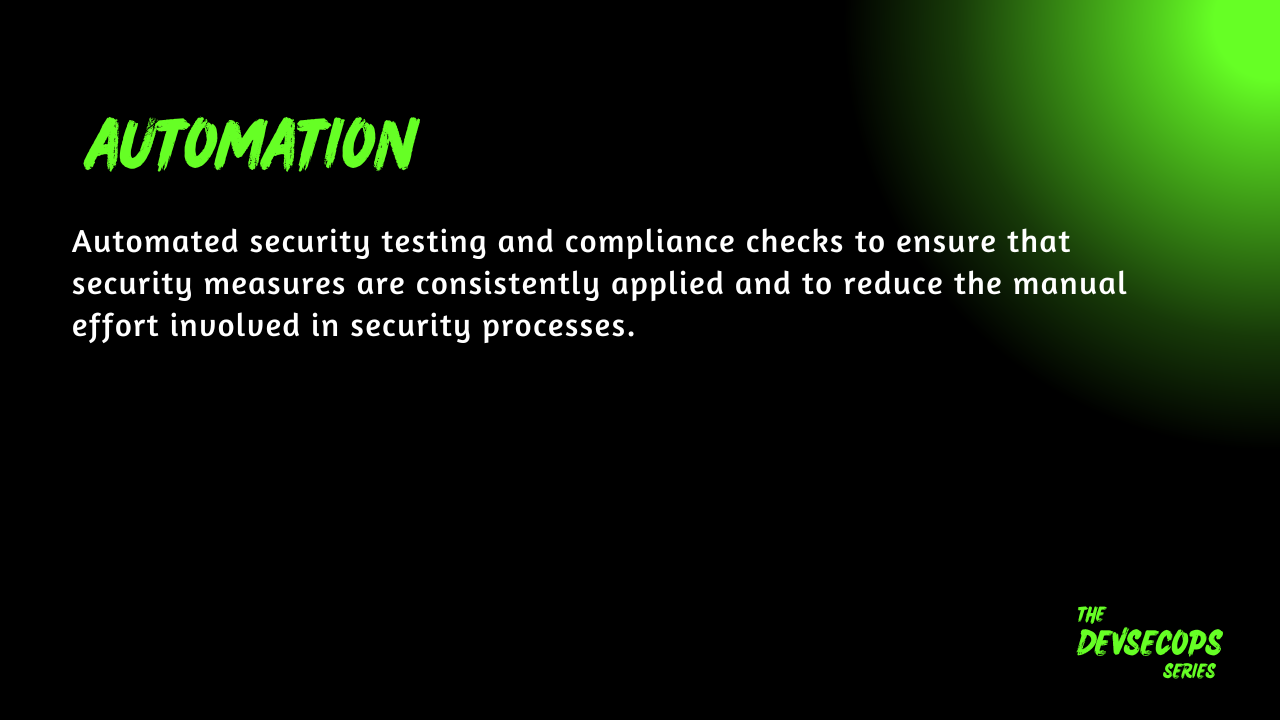 AUTOMATION
Automated security testing and compliance checks to ensure that
security measures are consistently applied and to reduce the manual
effort involved in security processes.
THE
DEVSECOPS
SERIES